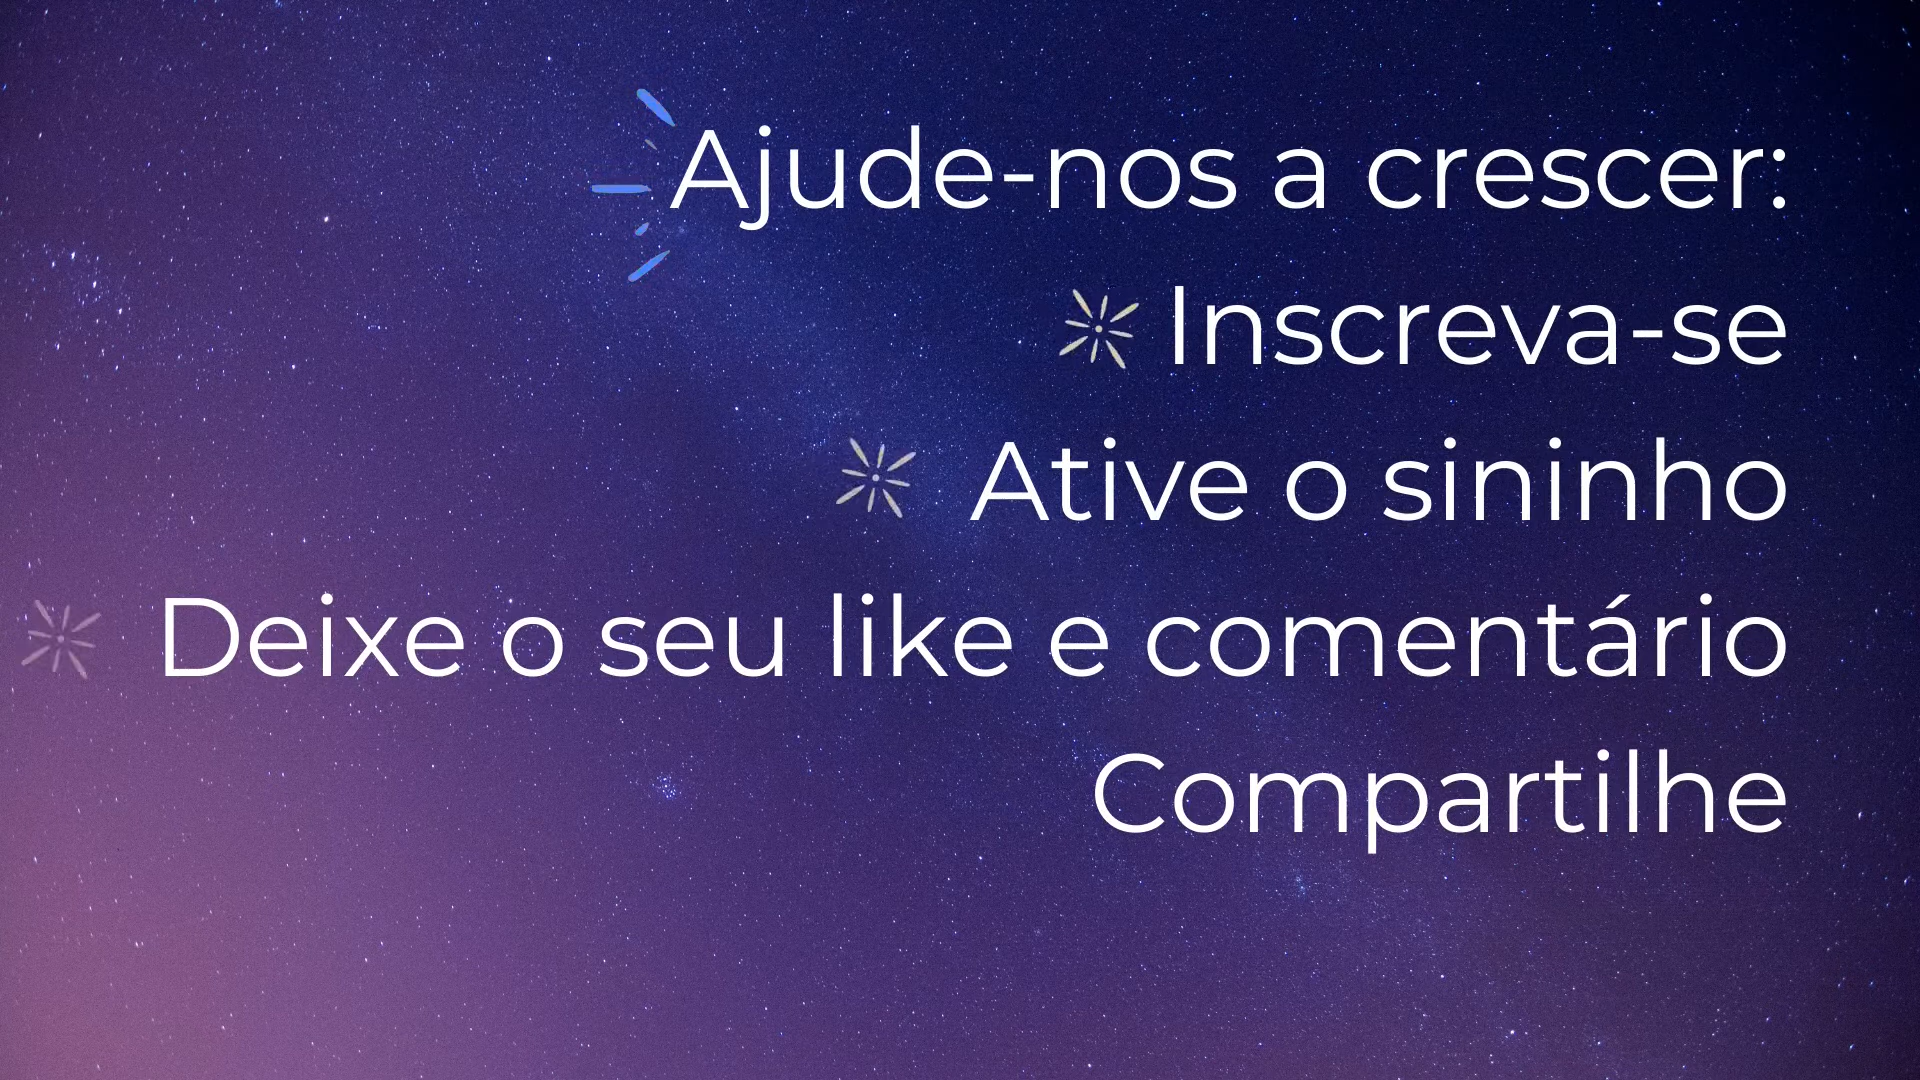 Ajude-nos a crescer:
Inscreva-se
Ative o sininho
Deixe o seu like e comentário
Compartilhe